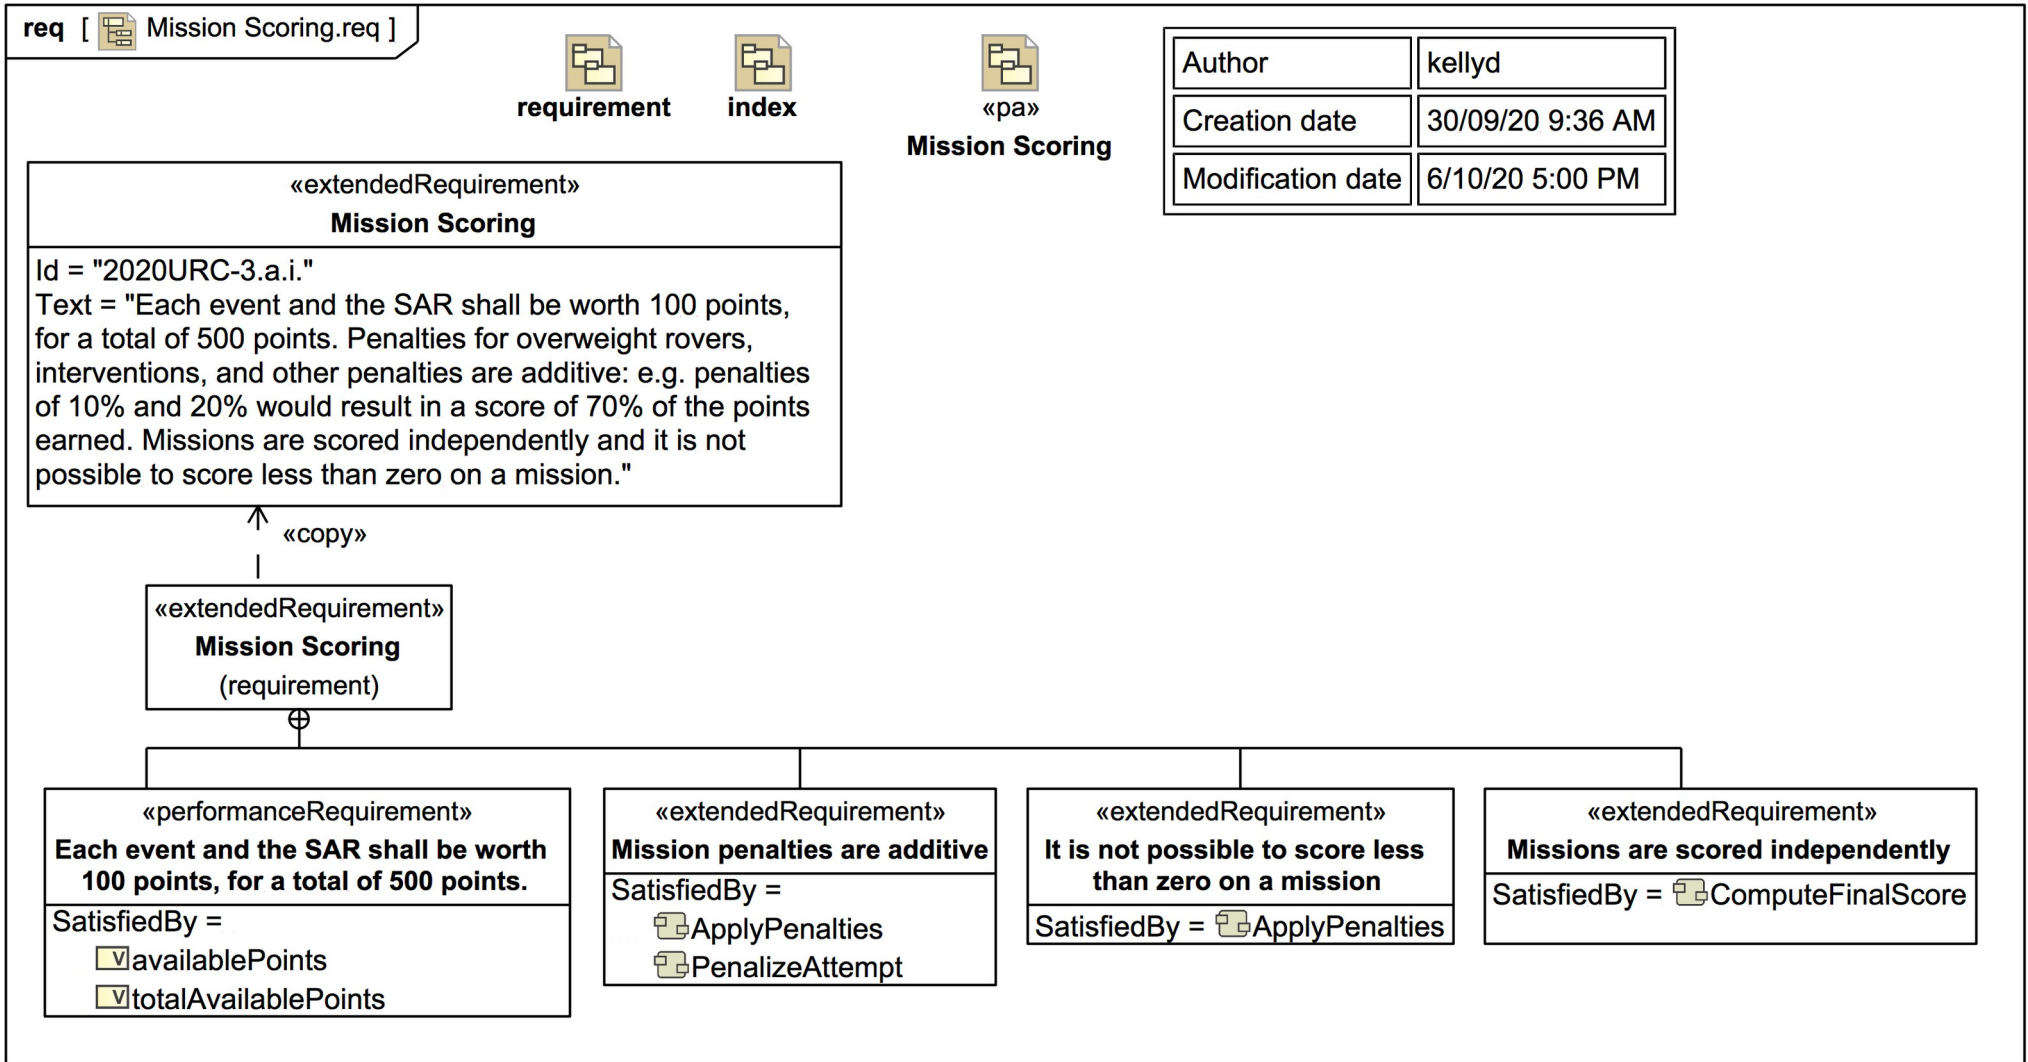 req [ Mission Scoring.req ]
requirement
index
«pa»
Mission Scoring
Author
kellyd
Creation date
30/09/20 9:36 AM
Modification date
6/10/20 5:00 PM
«extendedRequirement»
Mission Scoring
Id = "2020URC-3.a.i."
Text = "Each event and the SAR shall be worth 100 points,
for a total of 500 points. Penalties for overweight rovers,
interventions, and other penalties are additive: e.g. penalties
of 10% and 20% would result in a score of 70% of the points
earned. Missions are scored independently and it is not
possible to score less than zero on a mission."
«copy»
«extendedRequirement»
Mission Scoring
(requirement)
«performanceRequirement»
Each event and the SAR shall be worth
100 points, for a total of 500 points.
SatisfiedBy =
V availablePoints
V totalAvailablePoints
«extendedRequirement»
Mission penalties are additive
SatisfiedBy =
ApplyPenalties
PenalizeAttempt
«extendedRequirement»
It is not possible to score less
than zero on a mission
SatisfiedBy = ApplyPenalties
«extendedRequirement»
Missions are scored independently
SatisfiedBy = ComputeFinalScore